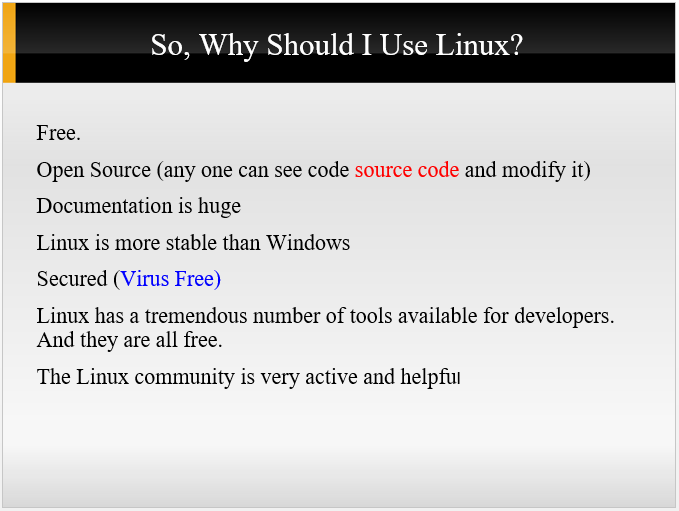 So, Why Should I Use Linux?
Free.
Open Source (any one can see code source code and modify it)
Documentation is huge
Linux is more stable than Windows
Secured (Virus Free)
Linux has a tremendous number of tools available for developers.
And they are all free.
The Linux community is very active and helpful